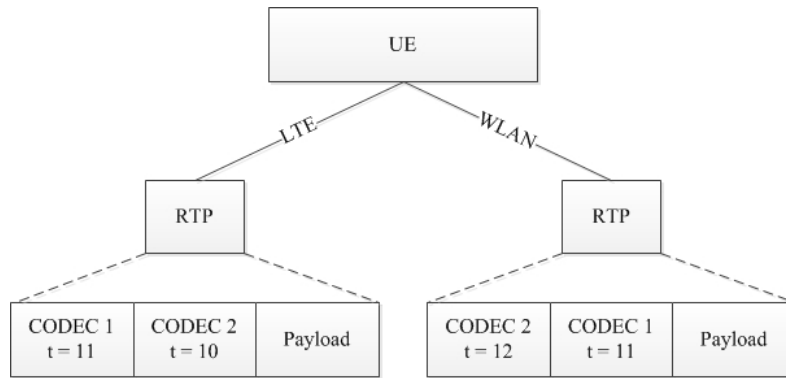 UE
LTE
WLAN
RTP
RTP
CODEC 1
t = 11
CODEC 2
t = 10
Payload
CODEC 2
t = 12
CODEC 1
t = 11
Payload